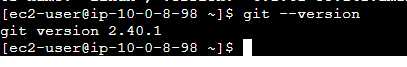 [ec2-user@ip-10-0-8-98 ~]$ git --version
git version 2.40.1
[ec2-user@ip-10-0-8-98 ~]$